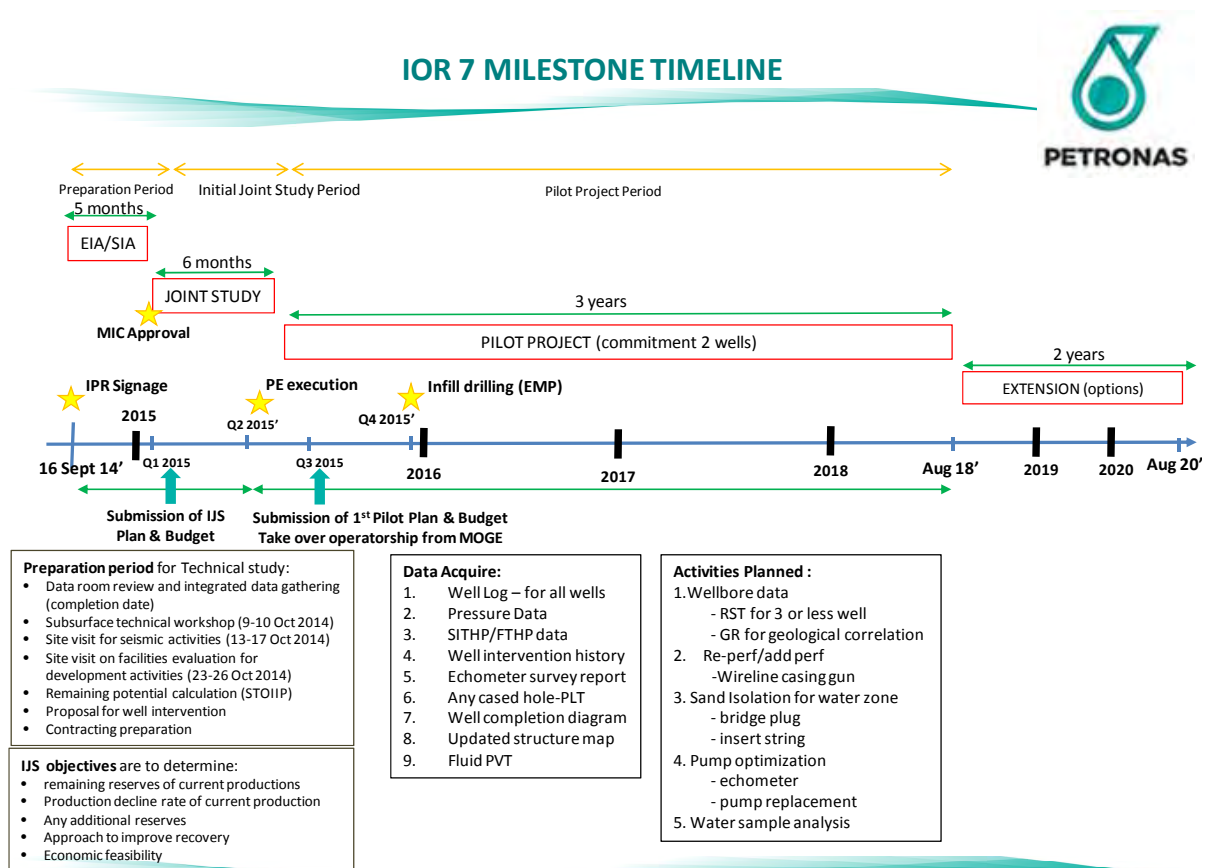 IOR 7 MILESTONE TIMELINE
PETRONAS
Preparation Period
Initial Joint Study Period
Pilot Project Period
5 months
EIA/SIA
6 months
JOINT STUDY
MIC Approval
3 years
PILOT PROJECT (commitment 2 wells)
2 years
EXTENSION (options)
IPR Signage
PE execution
Infill drilling (EMP)
2015
Q2 2015'
Q4 2015'
16 Sept 14'
Q1 2015
Q3 2015
2016
2017
2018
Aug 18'
2019
2020
Aug 20'
Submission of IJS
Plan & Budget
Submission of 1st Pilot Plan & Budget
Take over operatorship from MOGE
Preparation period for Technical study:
• Data room review and integrated data gathering
(completion date)
• Subsurface technical workshop (9-10 Oct 2014)
• Site visit for seismic activities (13-17 Oct 2014)
• Site visit on facilities evaluation for
development activities (23-26 Oct 2014)
• Remaining potential calculation (STOIIP)
• Proposal for well intervention
• Contracting preparation
IJS objectives are to determine:
• remaining reserves of current productions
• Production decline rate of current production
• Any additional reserves
• Approach to improve recovery
• Economic feasibility
Data Acquire:
1. Well Log – for all wells
2. Pressure Data
3. SITHP/FTHP data
4. Well intervention history
5. Echometer survey report
6. Any cased hole-PLT
7. Well completion diagram
8. Updated structure map
9. Fluid PVT
Activities Planned :
1.Wellbore data
- RST for 3 or less well
- GR for geological correlation
2. Re-perf/add perf
-Wireline casing gun
3. Sand Isolation for water zone
- bridge plug
- insert string
4. Pump optimization
- echometer
- pump replacement
5. Water sample analysis